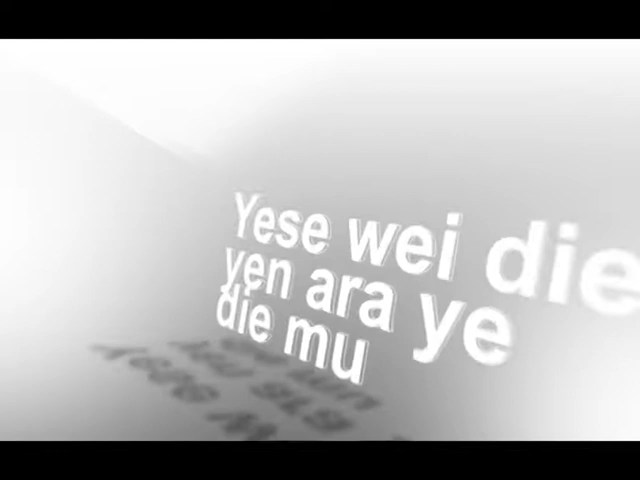 Yese wei die
yen ara ye
die mu